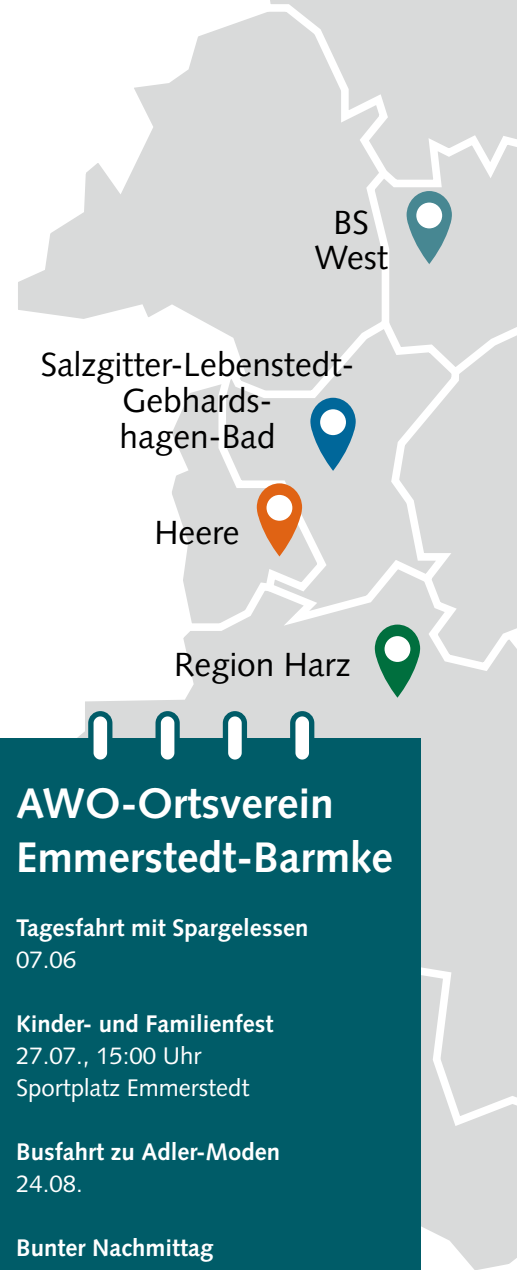 BS
West
Salzgitter-Lebenstedt-
Gebhards-
hagen-Bad
Heere
Region Harz
AWO-Ortsverein
Emmerstedt-Barmke
Tagesfahrt mit Spargelessen
07.06
Kinder- und Familienfest
27.07., 15:00 Uhr
Sportplatz Emmerstedt
Busfahrt zu Adler-Moden
24.08.
Bunter Nachmittag